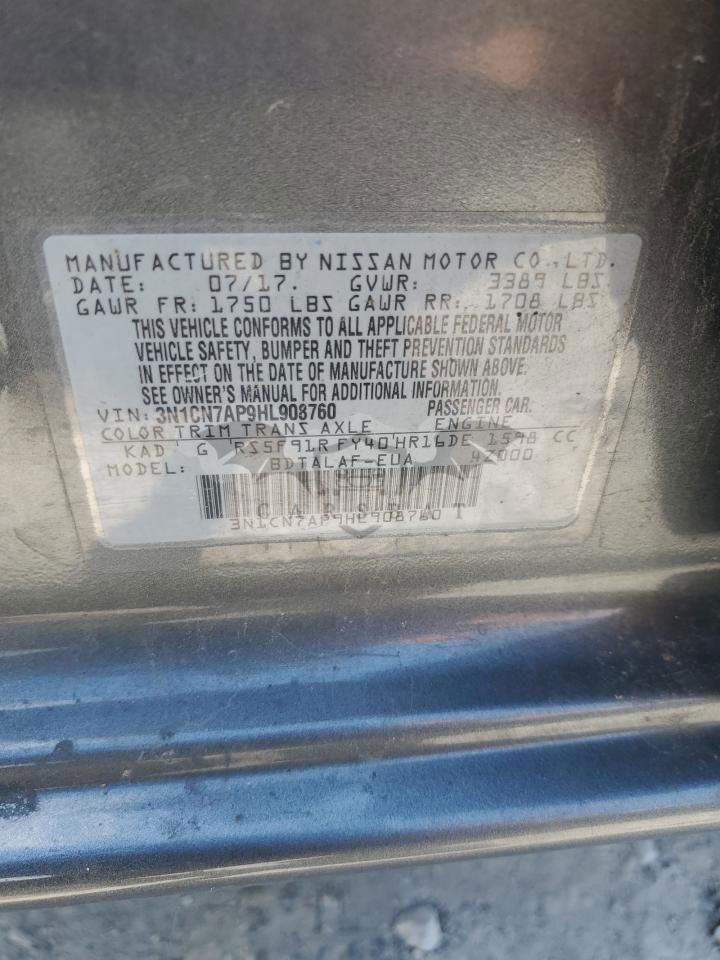 MANUFACTURED BY NISSAN MOTOR CO.,LTD.
DATE: 07/17. GVWR: 3389 LBS
GAWR FR: 1750 LBS GAWR RR: 1708 LBS
THIS VEHICLE CONFORMS TO ALL APPLICABLE FEDERAL MOTOR
VEHICLE SAFETY, BUMPER AND THEFT PREVENTION STANDARDS
IN EFFECT ON THE DATE OF MANUFACTURE SHOWN ABOVE.
SEE OWNER'S MANUAL FOR ADDITIONAL INFORMATION.
VIN: 3N1CN7AP9HL908760 PASSENGER CAR.
COLOR TRIM TRANS AXLE ENGINE
KAD G RS5F91R FY40 HR16DE 1598 CC
MODEL: BDTALAF-EUA 42000
CARSTAT
3N1CN7AP9HL908760